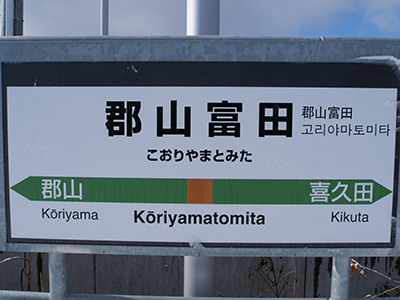 郡山富田
郡山富田
고리야마토미타
こおりやまとみた
郡山
喜久田
Kōriyama
Kōriyamatomita
Kikuta